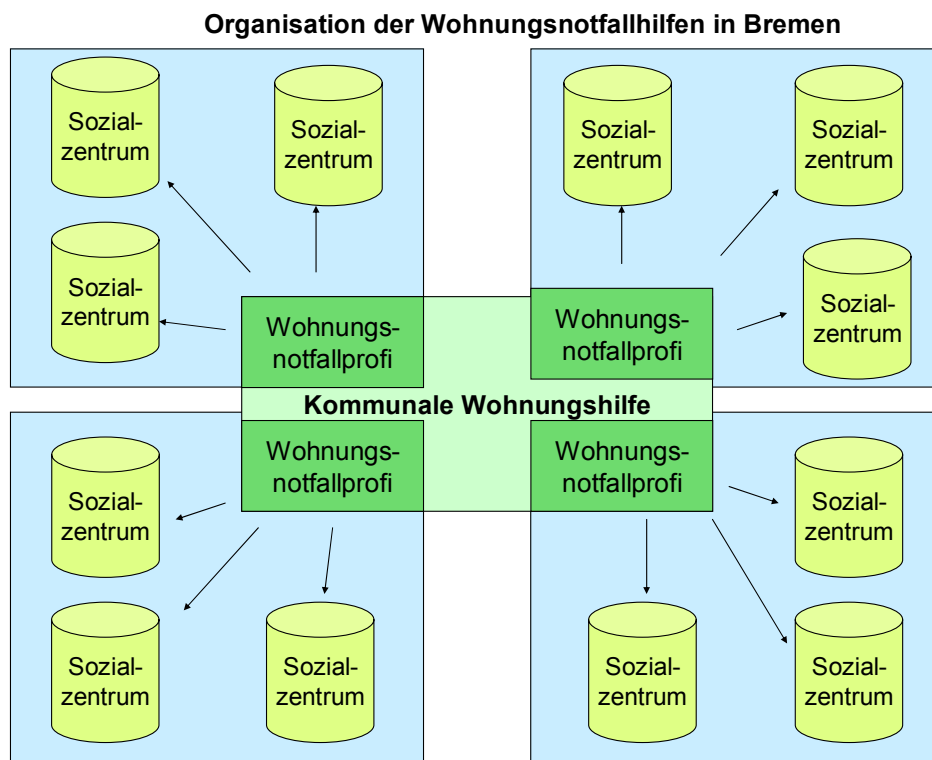 Organisation der Wohnungsnotfallhilfen in Bremen
Sozial-
zentrum
Sozial-
zentrum
Sozial-
zentrum
Wohnungs-
notfallprofi
Sozial-
zentrum
Sozial-
zentrum
Sozial-
zentrum
Wohnungs-
notfallprofi
Kommunale Wohnungshilfe
Wohnungs-
notfallprofi
Sozial-
zentrum
Sozial-
zentrum
Sozial-
zentrum
Wohnungs-
notfallprofi
Sozial-
zentrum
Sozial-
zentrum
Sozial-
zentrum